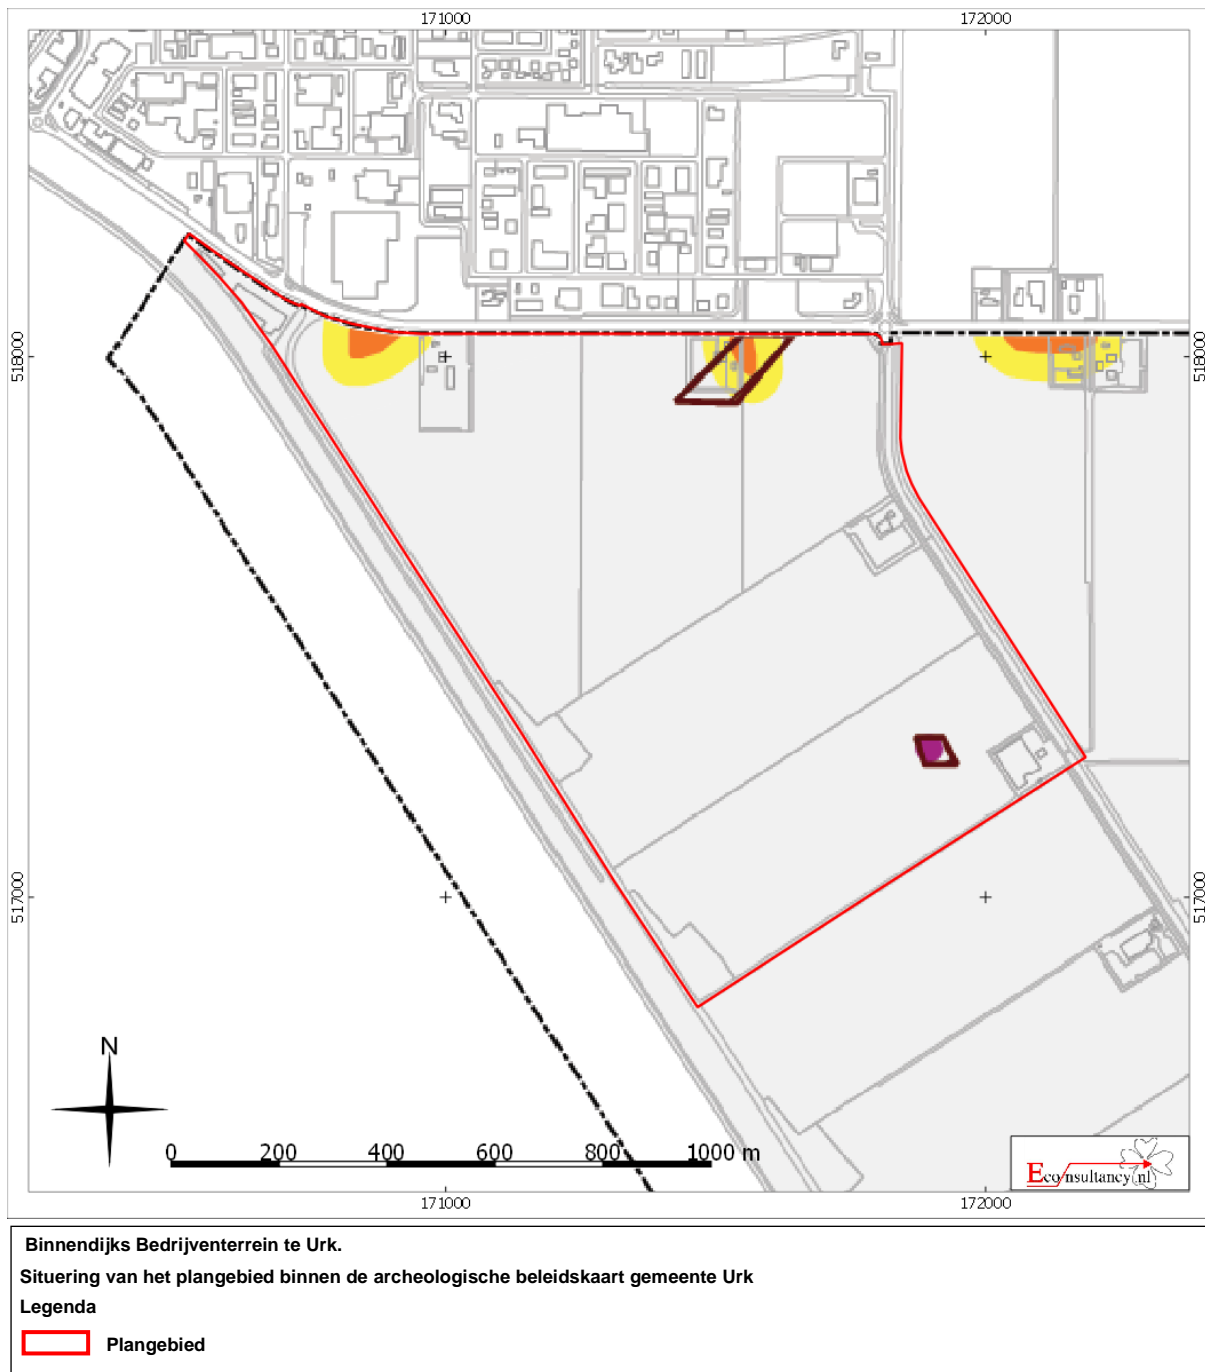 171000
172000
518000
518000
517000
517000
N
0 200 400 600 800 1000 m
Econsultancy.nl
171000
172000
Binnendijks Bedrijventerrein te Urk.
Situering van het plangebied binnen de archeologische beleidskaart gemeente Urk
Legenda
Plangebied